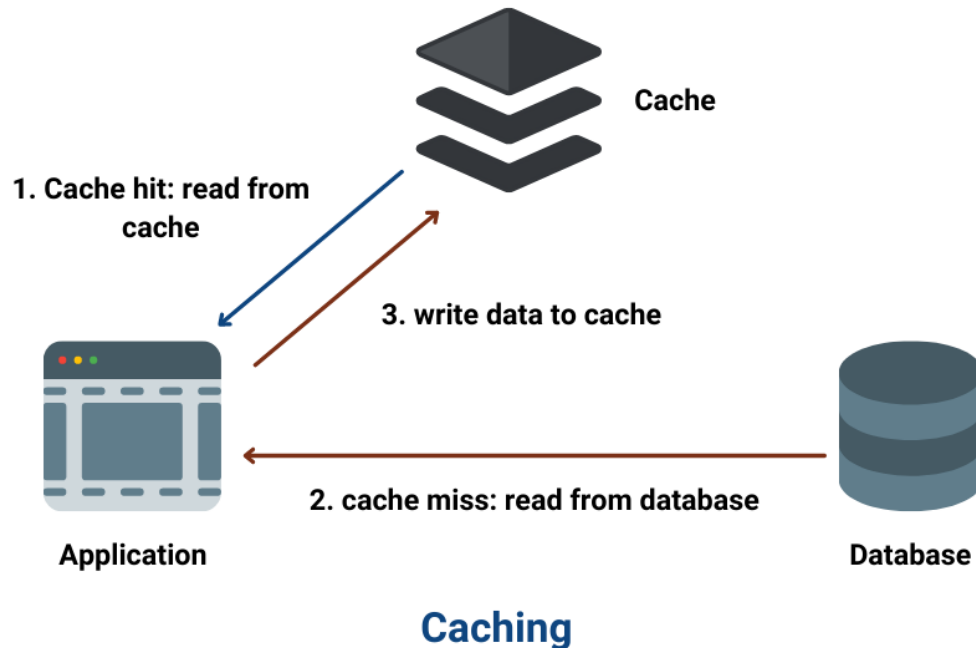 Cache
1. Cache hit: read from
cache
3. write data to cache
2. cache miss: read from database
Application
Database
Caching